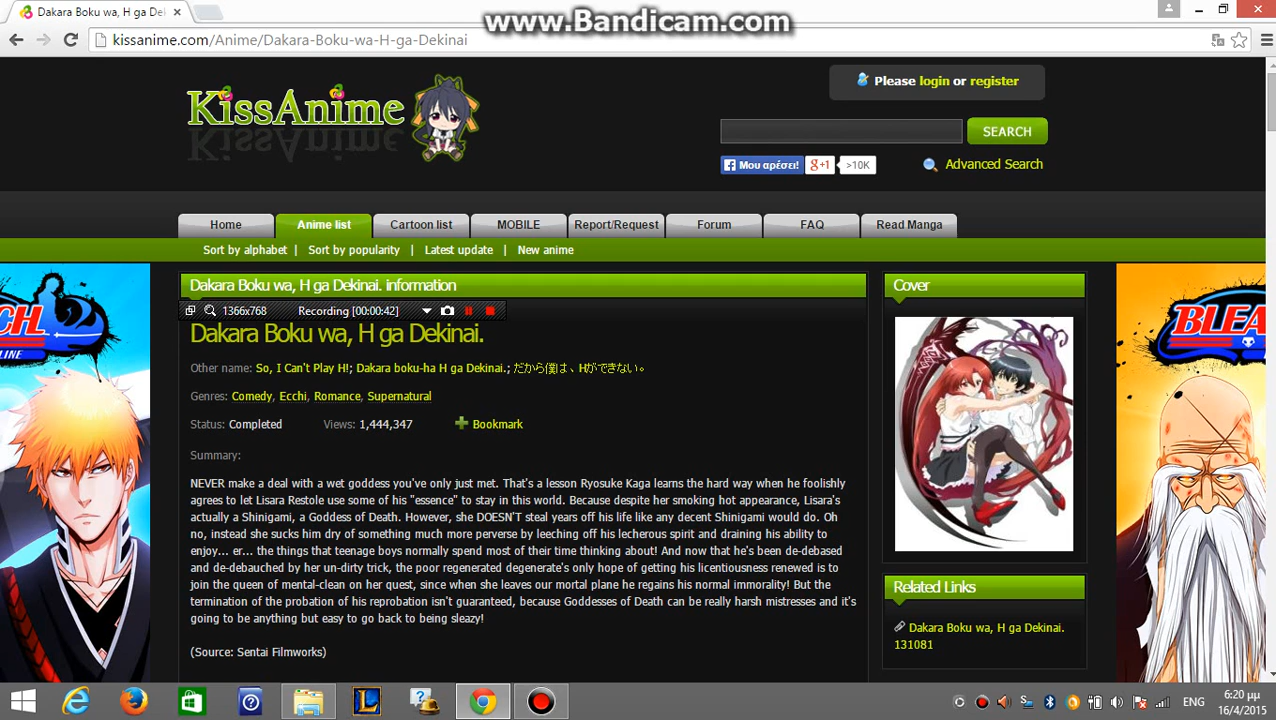 Dakara Boku wa, H ga Del
www.Bandicam.com
kissanime.com/Anime/Dakara-Boku-wa-H-ga-Dekinai
KissAnime
Please login or register
SEARCH
Μου αρέσει! g+1 >10K Advanced Search
Home Anime list Cartoon list MOBILE Report/Request Forum FAQ Read Manga
Sort by alphabet | Sort by popularity | Latest update | New anime
Dakara Boku wa, H ga Dekinai. information
Cover
1366x768 Recording [00:00:42]
Dakara Boku wa, H ga Dekinai.
Other name: So, I Can't Play H!; Dakara boku-ha H ga Dekinai.; だから僕は、Hができない。
Genres: Comedy, Ecchi, Romance, Supernatural
Status: Completed Views: 1,444,347 Bookmark
Summary:
NEVER make a deal with a wet goddess you've only just met. That's a lesson Ryosuke Kaga learns the hard way when he foolishly
agrees to let Lisara Restole use some of his "essence" to stay in this world. Because despite her smoking hot appearance, Lisara's
actually a Shinigami, a Goddess of Death. However, she DOESN'T steal years off his life like any decent Shinigami would do. Oh
no, instead she sucks him dry of something much more perverse by leeching off his lecherous spirit and draining his ability to
enjoy... er... the things that teenage boys normally spend most of their time thinking about! And now that he's been de-debased
and de-debauched by her un-dirty trick, the poor regenerated degenerate's only hope of getting his licentiousness renewed is to
join the queen of mental-clean on her quest, since when she leaves our mortal plane he regains his normal immorality! But the
termination of the probation of his reprobation isn't guaranteed, because Goddesses of Death can be really harsh mistresses and it's
going to be anything but easy to go back to being sleazy!
(Source: Sentai Filmworks)
Related Links
Dakara Boku wa, H ga Dekinai.
131081
CH
LINE
BLEA
ENG
6:20 μμ
16/4/2015